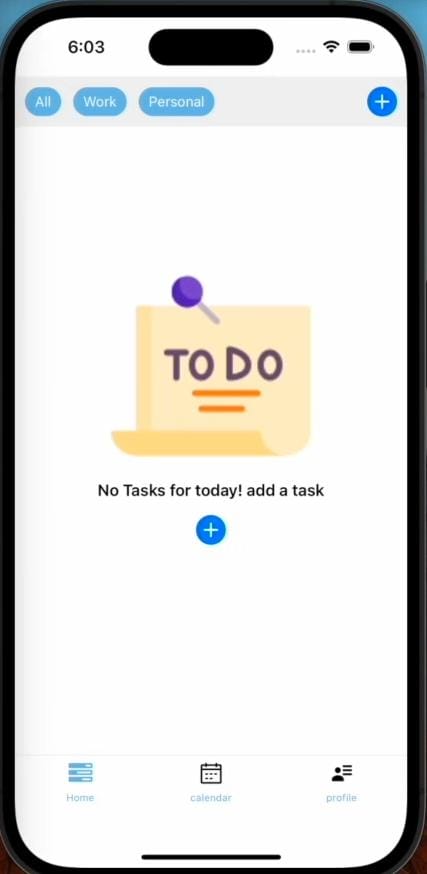 6:03
All Work Personal
TO DO
No Tasks for today! add a task
Home calendar profile